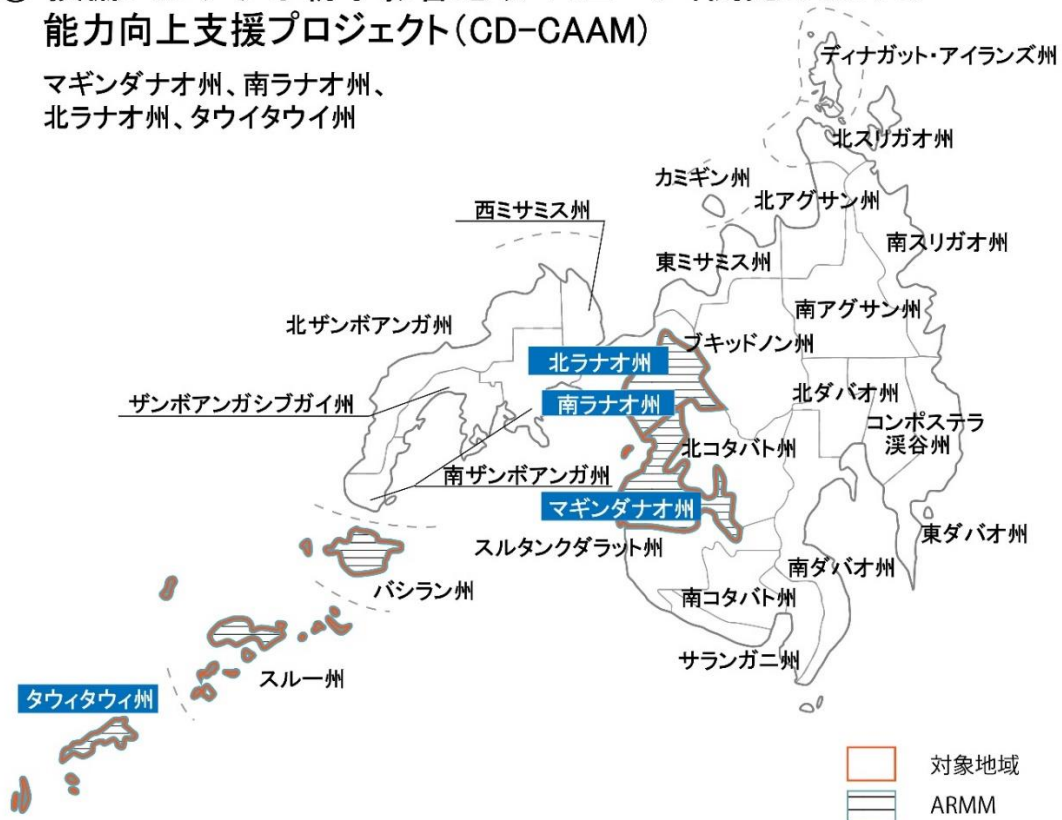 能力向上支援プロジェクト(CD-CAAM)
マギンダナオ州、南ラナオ州、
北ラナオ州、タウイタウイ州
ディナガット・アイランズ州
北スリガオ州
カミギン州
北アグサン州
西ミサミス州
南スリガオ州
東ミサミス州
南アグサン州
北ザンボアンガ州
ブキッドノン州
北ラナオ州
北ダバオ州
ザンボアンガシブガイ州
南ラナオ州
コンポステラ
渓谷州
北コタバト州
南ザンボアンガ州
マギンダナオ州
東ダバオ州
スルタンクダラット州
南ダバオ州
バシラン州
南コタバト州
サランガニ州
スルー州
タウィタウィ州
対象地域
ARMM